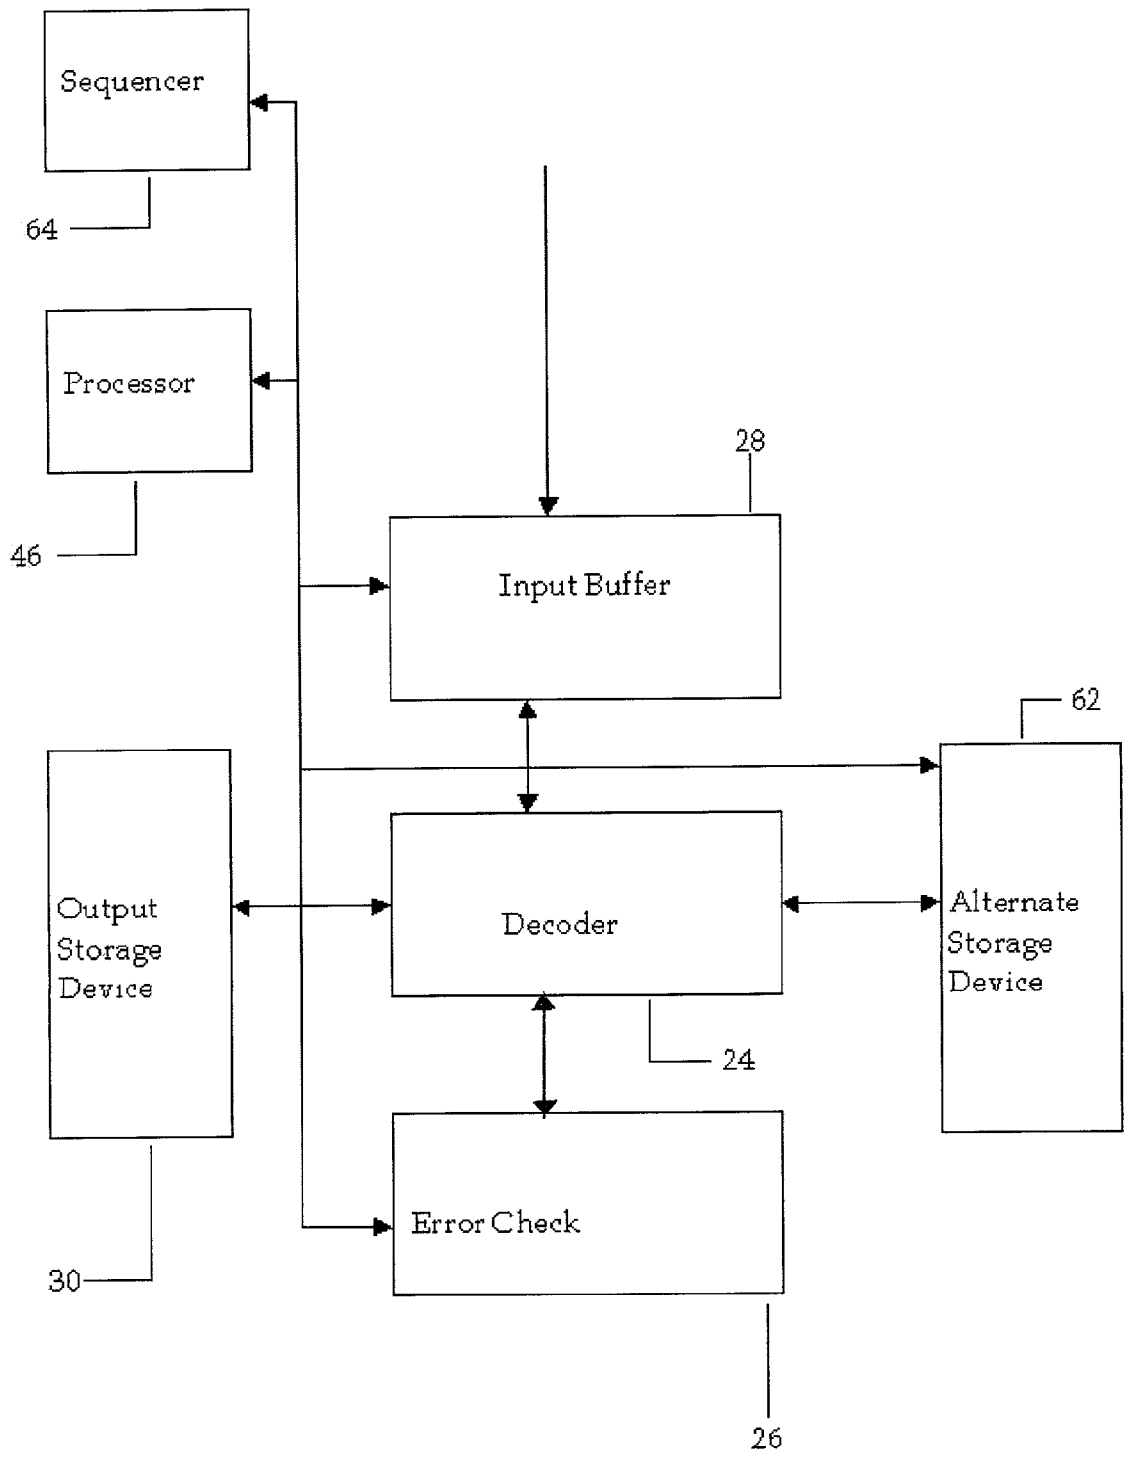 Sequencer
64
Processor
46
28
Input Buffer
62
Output
Storage
Device
Decoder
Alternate
Storage
Device
24
Error Check
30
26